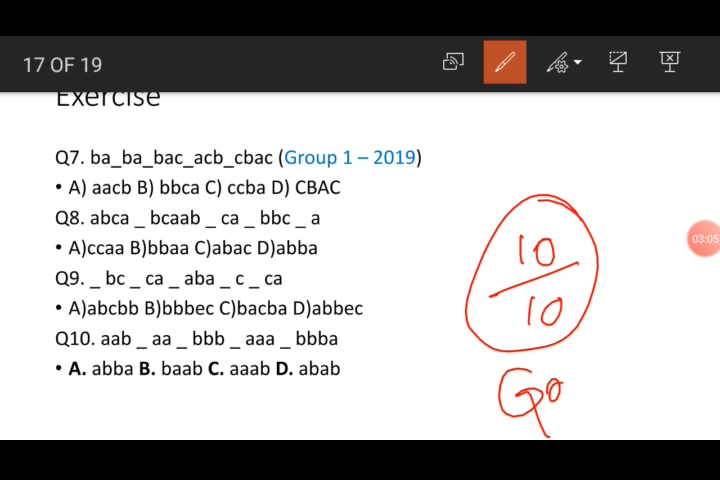 17 OF 19
Exercise
Q7. ba_ba_bac_acb_cbac (Group 1 – 2019)
• A) aacb B) bbca C) ccba D) CBAC
Q8. abca _ bcaab _ ca _ bbc _ a
• A)ccaa B)bbaa C)abac D)abba
Q9. _ bc _ ca _ aba _ c _ ca
• A)abcbb B)bbbec C)bacba D)abbec
Q10. aab _ aa _ bbb _ aaa _ bbba
• A. abba B. baab C. aaab D. abab
10
10
Go
03:05